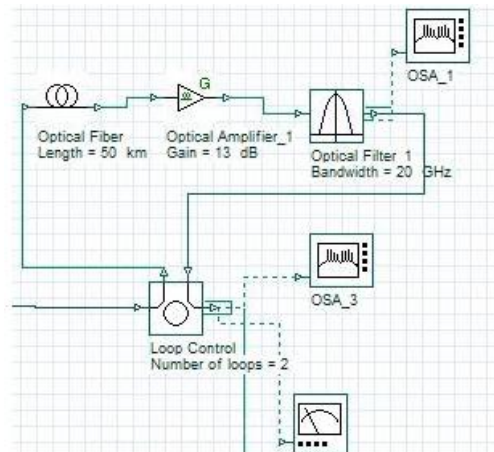 OSA_1
G
Optical Fiber
Length = 50 km
Optical Amplifier_1
Gain = 13 dB
Optical Filter_1
Bandwidth = 20 GHz
OSA_3
Loop Control
Number of loops = 2